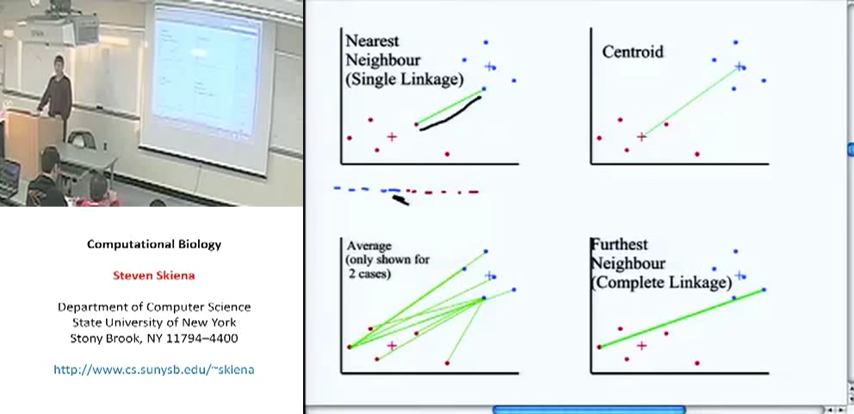 Computational Biology
Steven Skiena
Department of Computer Science
State University of New York
Stony Brook, NY 11794–4400
http://www.cs.sunysb.edu/~skiena
Nearest
Neighbour
(Single Linkage)
Centroid
Average
(only shown for
2 cases)
Furthest
Neighbour
(Complete Linkage)